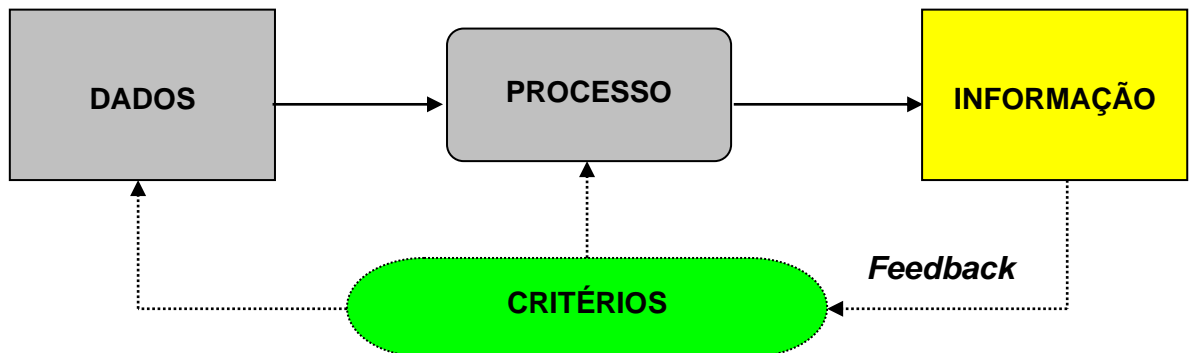 DADOS
PROCESSO
INFORMAÇÃO
Feedback
CRITÉRIOS